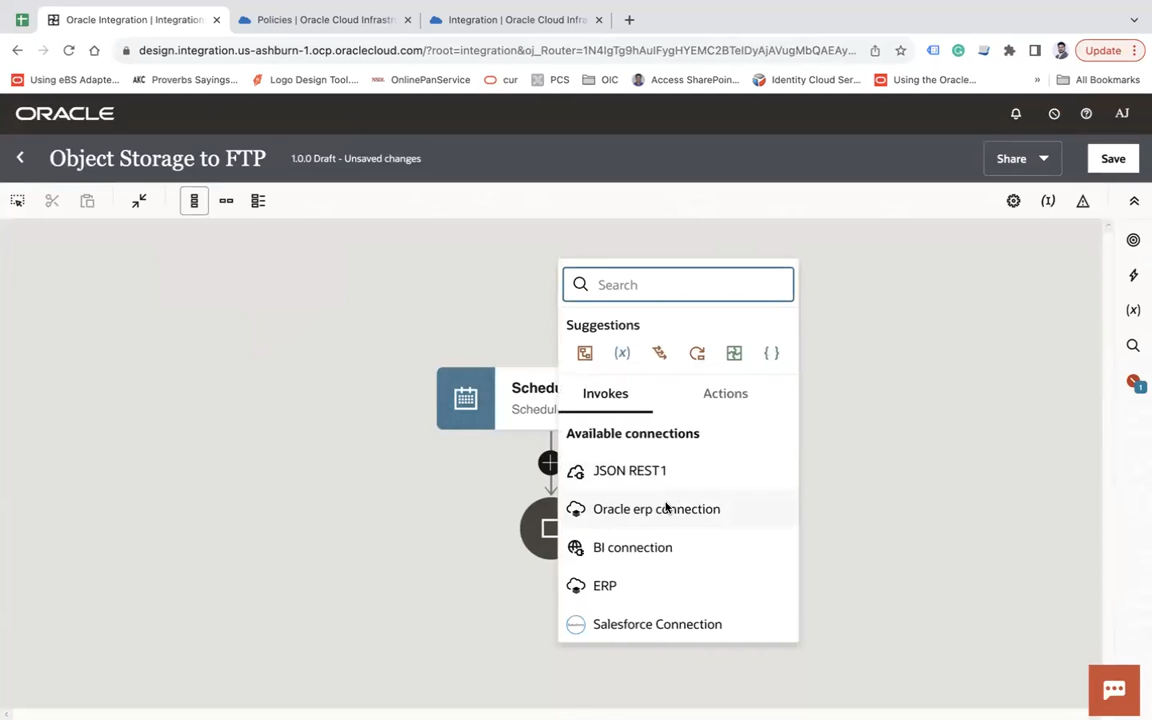 Oracle Integration | Integration
Policies | Oracle Cloud Infrastr
Integration | Oracle Cloud Infra
design.integration.us-ashburn-1.ocp.oraclecloud.com/?root=integration&oj_Router=
Update
Using eBS Adapte...
AKC Proverbs Sayings...
Logo Design Tool....
OnlinePanService
cur
PCS
OIC
Access SharePoin...
Identity Cloud Ser...
Using the Oracle...
»
All Bookmarks
ORACLE
AJ
Object Storage to FTP
1.0.0 Draft - Unsaved changes
Share
Save
Search
Suggestions
Schedu
Schedul
Invokes
Actions
Available connections
JSON REST1
Oracle erp connection
BI connection
ERP
Salesforce Connection
1